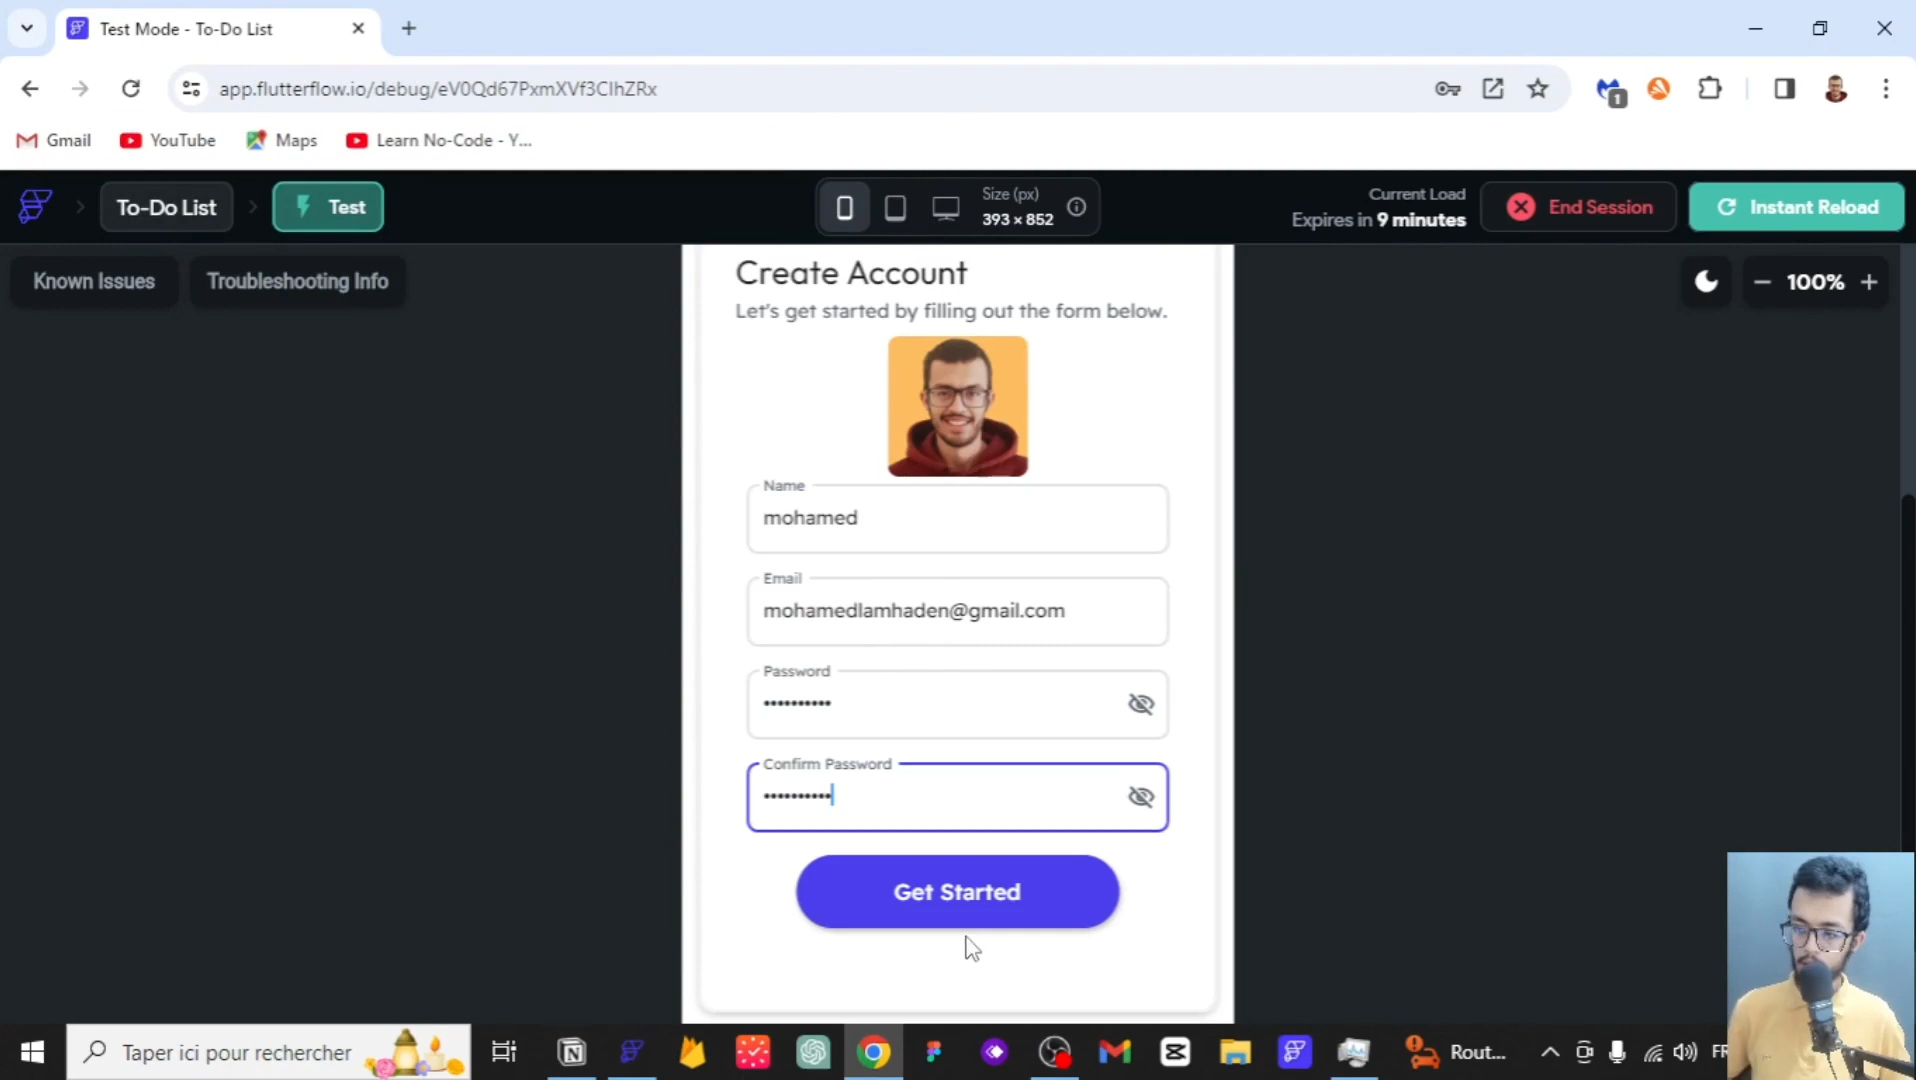 Test Mode - To-Do List
app.flutterflow.io/debug/eV0Qd67PxmXVf3CIhZRx
1
Gmail
YouTube
Maps
Learn No-Code - Y...
To-Do List
Test
Size (px)
393 × 852
Current Load
Expires in 9 minutes
End Session
Instant Reload
Known Issues
Troubleshooting Info
100%
Create Account
Let's get started by filling out the form below.
Name
mohamed
Email
mohamedlamhaden@gmail.com
Password
••••••••••
Confirm Password
••••••••••
Get Started
Taper ici pour rechercher
Rout...
FR